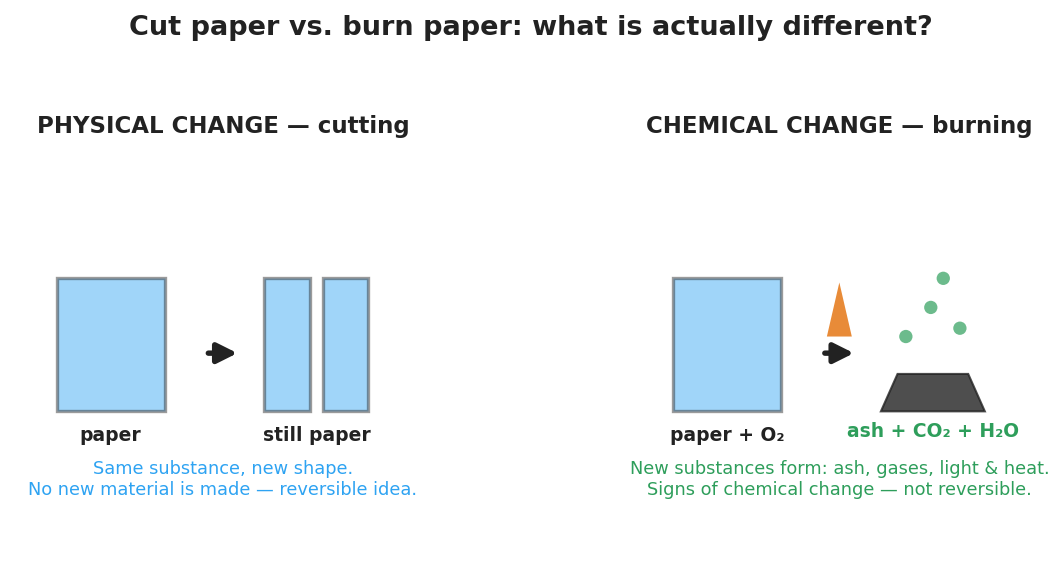 Cut paper vs. burn paper: what is actually different?
PHYSICAL CHANGE — cutting
paper
still paper
Same substance, new shape.
No new material is made — reversible idea.
CHEMICAL CHANGE — burning
paper + O₂
ash + CO₂ + H₂O
New substances form: ash, gases, light & heat.
Signs of chemical change — not reversible.